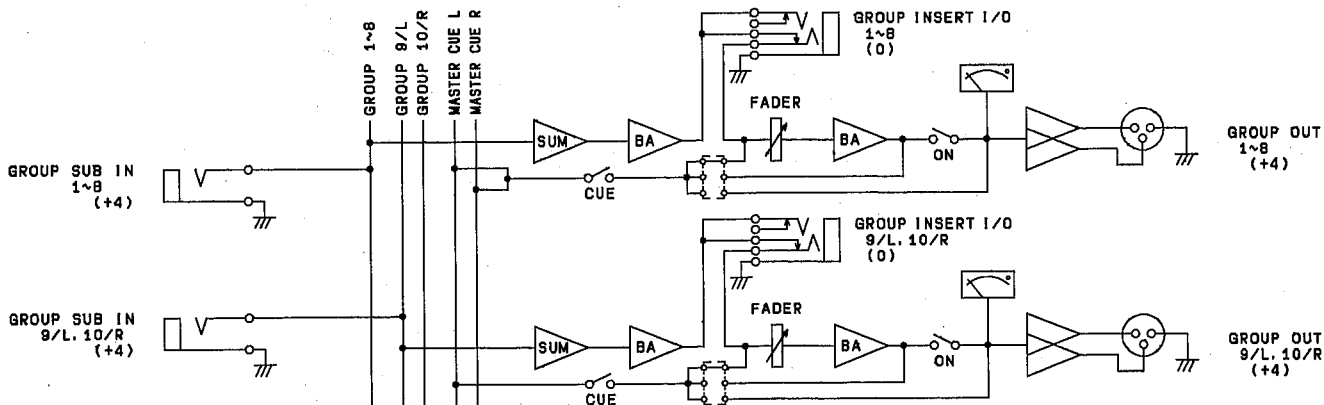 GROUP 1~8
GROUP 9/L
GROUP 10/R
MASTER CUE L
MASTER CUE R
GROUP INSERT I/O
1~8
(0)
FADER
SUM
BA
BA
ON
CUE
GROUP SUB IN
1~8
(+4)
GROUP OUT
1~8
(+4)
GROUP INSERT I/O
9/L, 10/R
(0)
FADER
SUM
BA
BA
ON
CUE
GROUP SUB IN
9/L, 10/R
(+4)
GROUP OUT
9/L, 10/R
(+4)